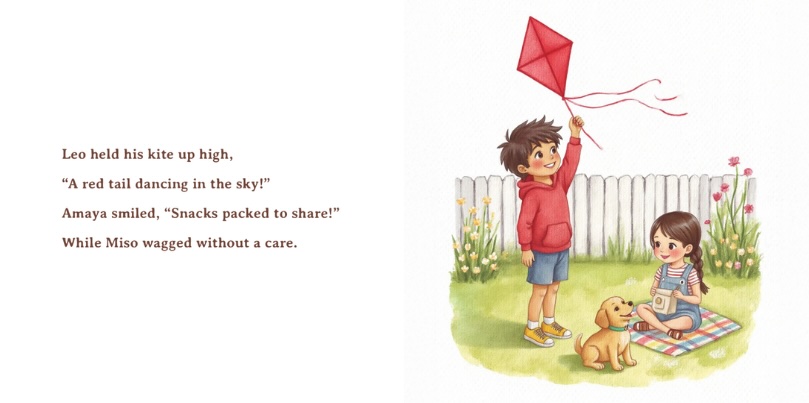 Leo held his kite up high,
“A red tail dancing in the sky!”
Amaya smiled, “Snacks packed to share!”
While Miso wagged without a care.